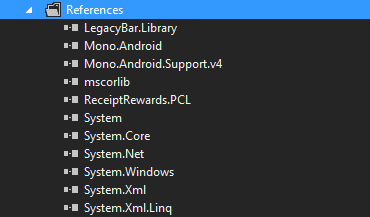 References
LegacyBar.Library
Mono.Android
Mono.Android.Support.v4
mscorlib
ReceiptRewards.PCL
System
System.Core
System.Net
System.Windows
System.Xml
System.Xml.Linq